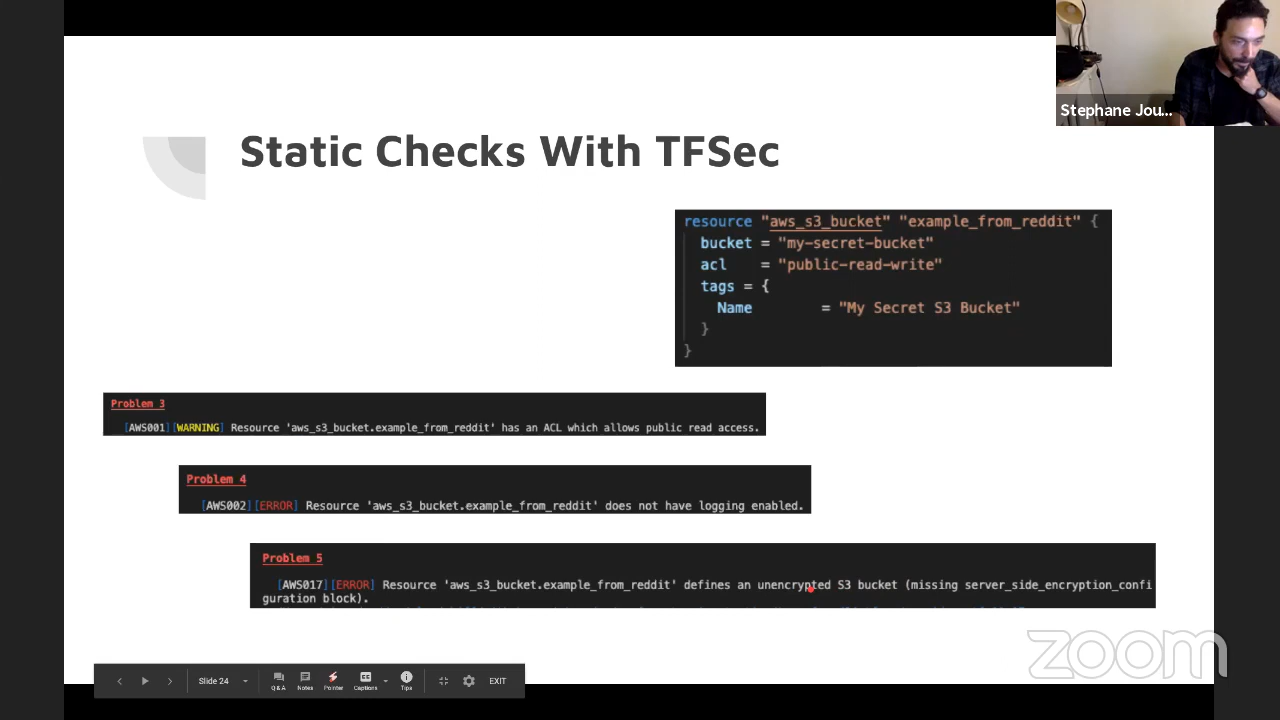 Stephane Jou...
Static Checks With TFSec
resource "aws_s3_bucket" "example_from_reddit" {
bucket = "my-secret-bucket"
acl = "public-read-write"
tags = {
Name = "My Secret S3 Bucket"
}
}
Problem 3
[AWS001][WARNING] Resource 'aws_s3_bucket.example_from_reddit' has an ACL which allows public read access.
Problem 4
[AWS002][ERROR] Resource 'aws_s3_bucket.example_from_reddit' does not have logging enabled.
Problem 5
[AWS017][ERROR] Resource 'aws_s3_bucket.example_from_reddit' defines an unencrypted S3 bucket (missing server_side_encryption_confi
guration block).
zoom
Slide 24
Q&A
Notes
Pointer
Captions
Tips
EXIT